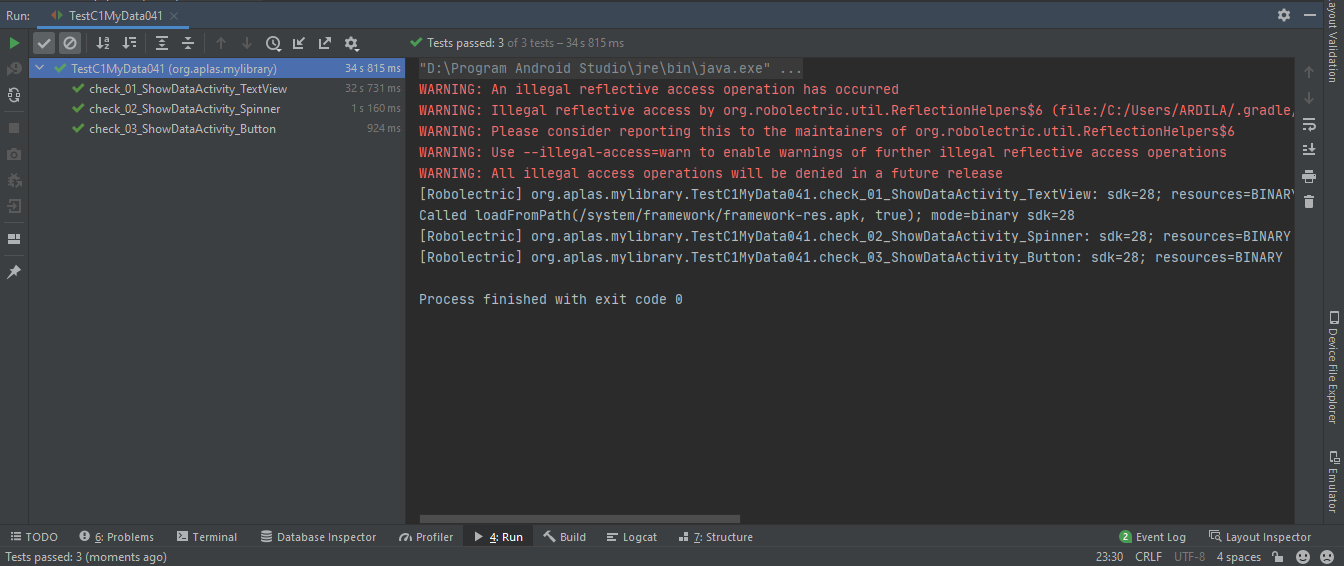 Run: TestC1MyData041
Tests passed: 3 of 3 tests – 34 s 815 ms
TestC1MyData041 (org.aplas.mylibrary) 34 s 815 ms
check_01_ShowDataActivity_TextView 32 s 731 ms
check_02_ShowDataActivity_Spinner 1 s 160 ms
check_03_ShowDataActivity_Button 924 ms
"D:\Program Android Studio\jre\bin\java.exe" ...
WARNING: An illegal reflective access operation has occurred
WARNING: Illegal reflective access by org.robolectric.util.ReflectionHelpers$6 (file:/C:/Users/ARDILA/.gradle/
WARNING: Please consider reporting this to the maintainers of org.robolectric.util.ReflectionHelpers$6
WARNING: Use --illegal-access=warn to enable warnings of further illegal reflective access operations
WARNING: All illegal access operations will be denied in a future release
[Robolectric] org.aplas.mylibrary.TestC1MyData041.check_01_ShowDataActivity_TextView: sdk=28; resources=BINARY
Called loadFromPath(/system/framework/framework-res.apk, true); mode=binary sdk=28
[Robolectric] org.aplas.mylibrary.TestC1MyData041.check_02_ShowDataActivity_Spinner: sdk=28; resources=BINARY
[Robolectric] org.aplas.mylibrary.TestC1MyData041.check_03_ShowDataActivity_Button: sdk=28; resources=BINARY
Process finished with exit code 0
Layout Validation
Device File Explorer
Emulator
TODO 6: Problems Terminal Database Inspector Profiler 4: Run Build Logcat 7: Structure 2 Event Log Layout Inspector
Tests passed: 3 (moments ago) 23:30 CRLF UTF-8 4 spaces